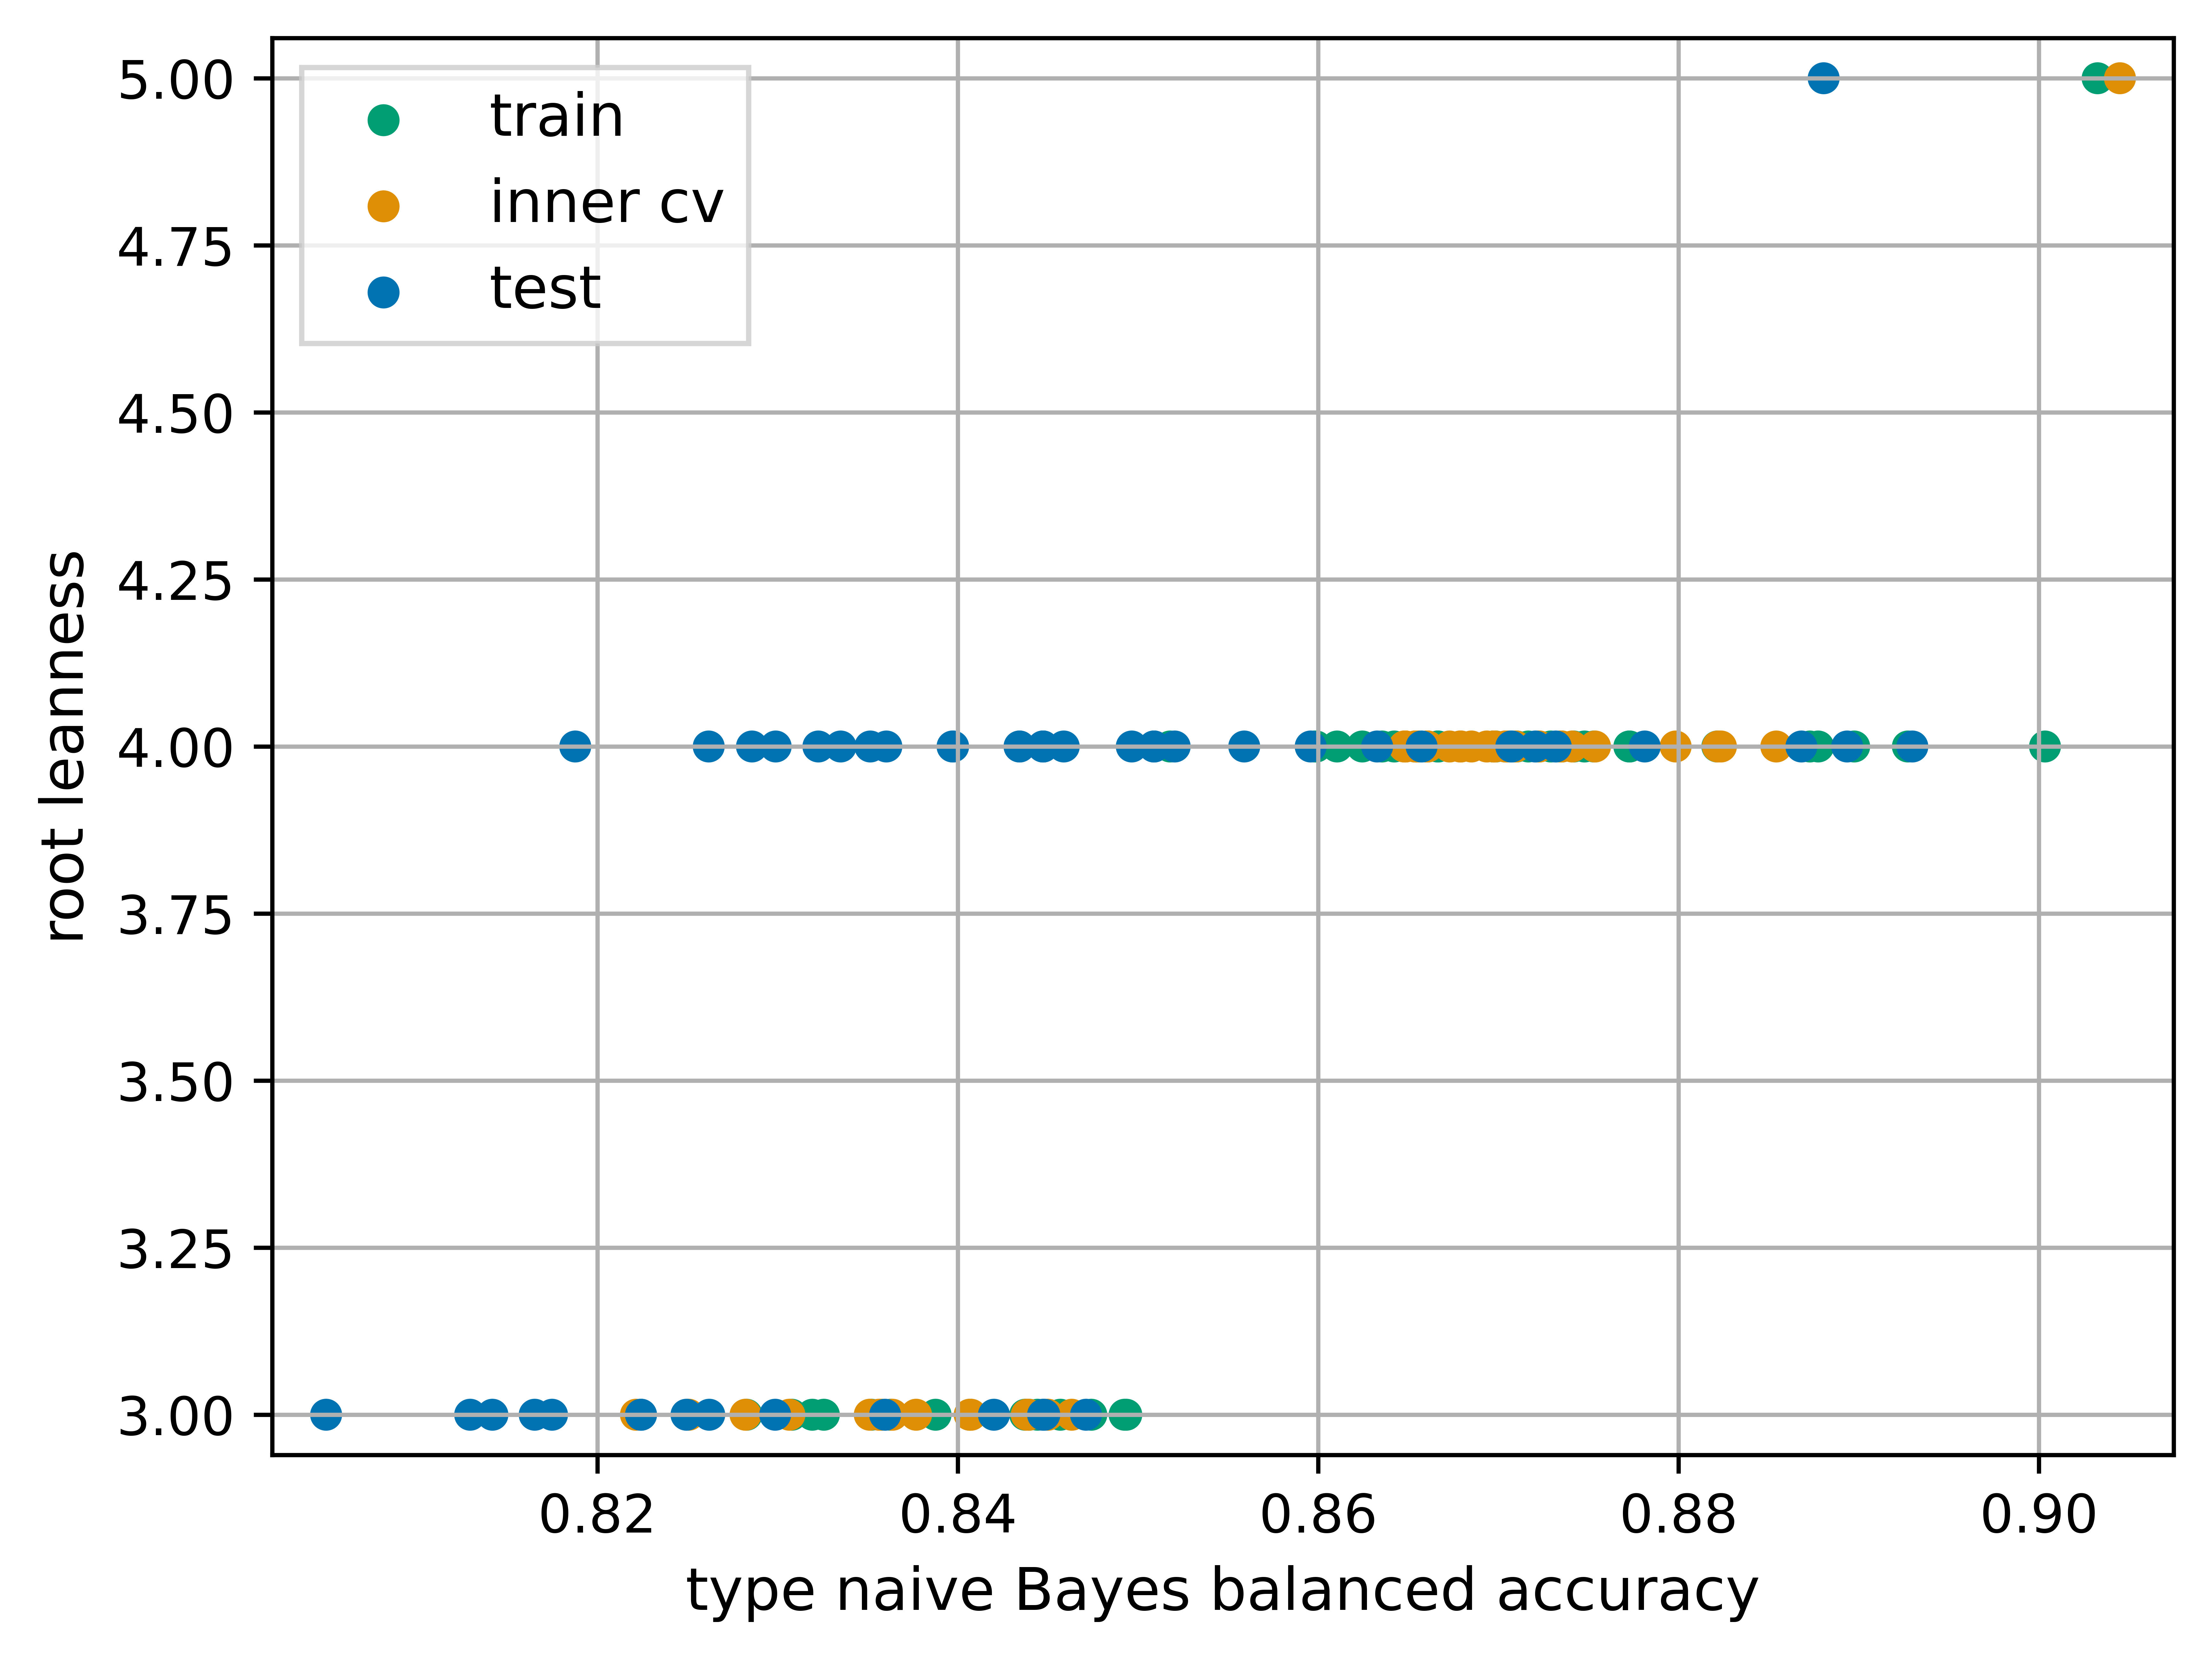 5.00
4.75
4.50
4.25
4.00
3.75
3.50
3.25
3.00
root leanness
train
inner cv
test
0.82 0.84 0.86 0.88 0.90
type naive Bayes balanced accuracy